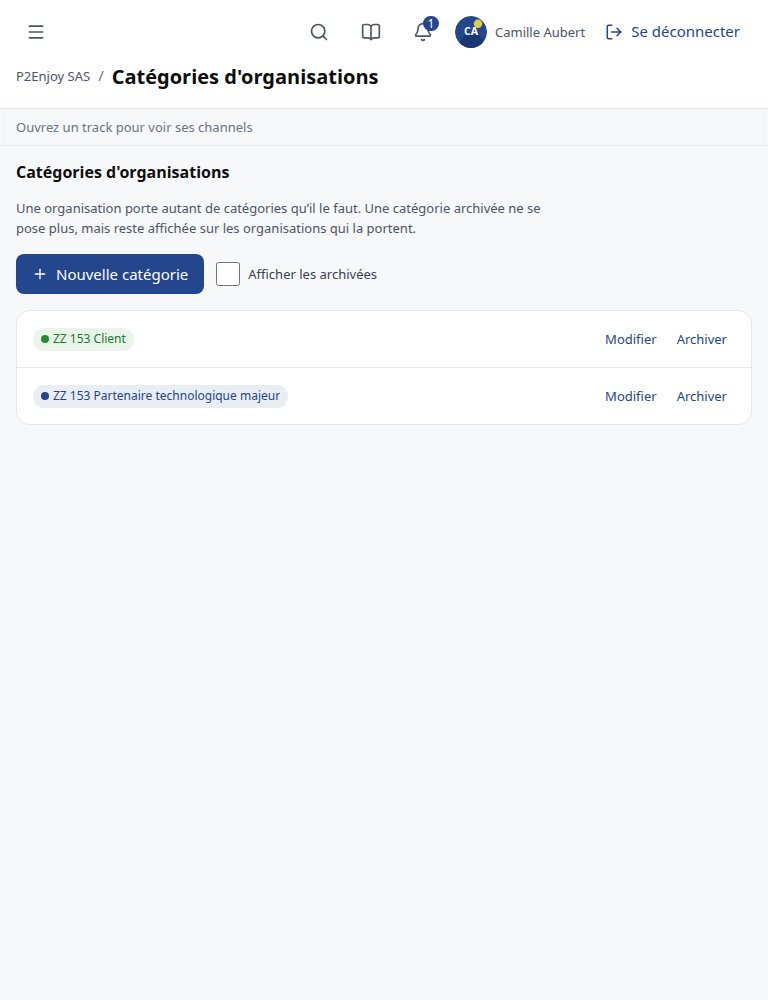 1
CA
Camille Aubert
Se déconnecter
P2Enjoy SAS / Catégories d'organisations
Ouvrez un track pour voir ses channels
Catégories d'organisations
Une organisation porte autant de catégories qu'il le faut. Une catégorie archivée ne se
pose plus, mais reste affichée sur les organisations qui la portent.
Nouvelle catégorie
Afficher les archivées
ZZ 153 Client
Modifier
Archiver
ZZ 153 Partenaire technologique majeur
Modifier
Archiver